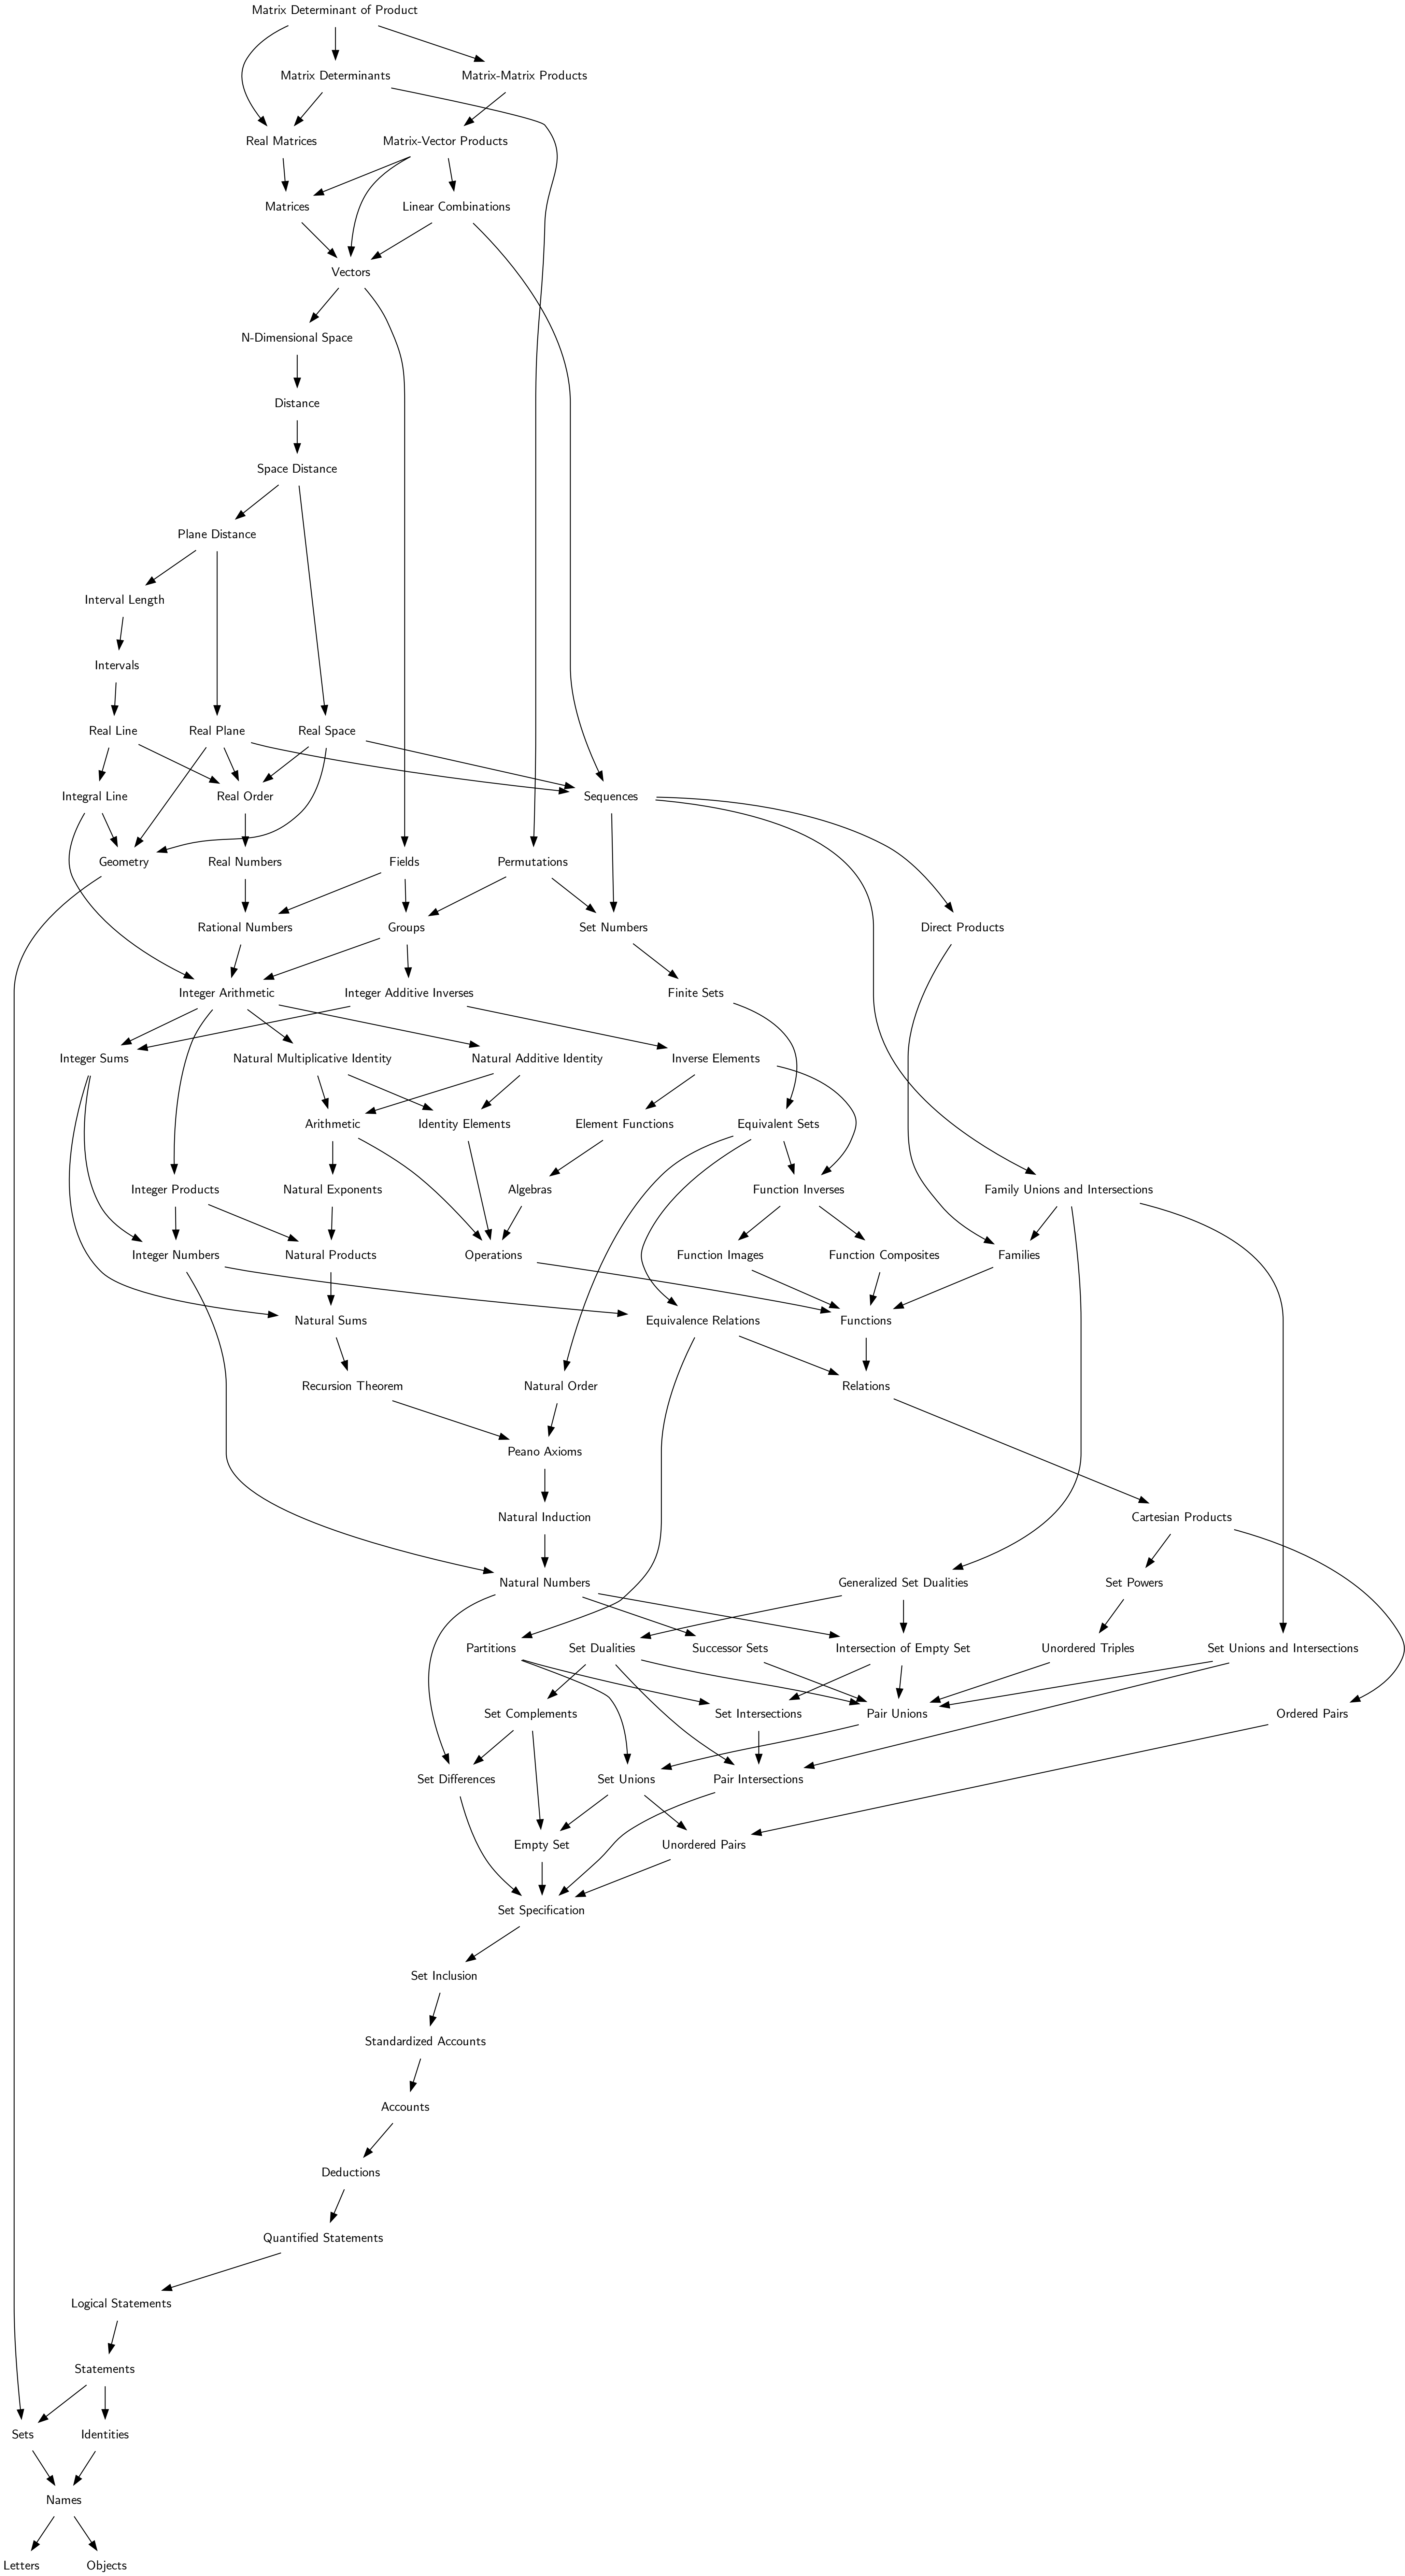 Matrix Determinant of Product
Matrix Determinants
Matrix-Matrix Products
Real Matrices
Matrix-Vector Products
Matrices
Linear Combinations
Vectors
N-Dimensional Space
Distance
Space Distance
Plane Distance
Interval Length
Intervals
Real Line
Real Plane
Real Space
Integral Line
Real Order
Sequences
Geometry
Real Numbers
Fields
Permutations
Rational Numbers
Groups
Set Numbers
Direct Products
Integer Arithmetic
Integer Additive Inverses
Finite Sets
Integer Sums
Natural Multiplicative Identity
Natural Additive Identity
Inverse Elements
Arithmetic
Identity Elements
Element Functions
Equivalent Sets
Integer Products
Natural Exponents
Algebras
Function Inverses
Family Unions and Intersections
Integer Numbers
Natural Products
Operations
Function Images
Function Composites
Families
Natural Sums
Equivalence Relations
Functions
Recursion Theorem
Natural Order
Relations
Peano Axioms
Natural Induction
Cartesian Products
Natural Numbers
Generalized Set Dualities
Set Powers
Partitions
Set Dualities
Successor Sets
Intersection of Empty Set
Unordered Triples
Set Unions and Intersections
Set Complements
Set Intersections
Pair Unions
Ordered Pairs
Set Differences
Set Unions
Pair Intersections
Empty Set
Unordered Pairs
Set Specification
Set Inclusion
Standardized Accounts
Accounts
Deductions
Quantified Statements
Logical Statements
Statements
Sets
Identities
Names
Letters
Objects